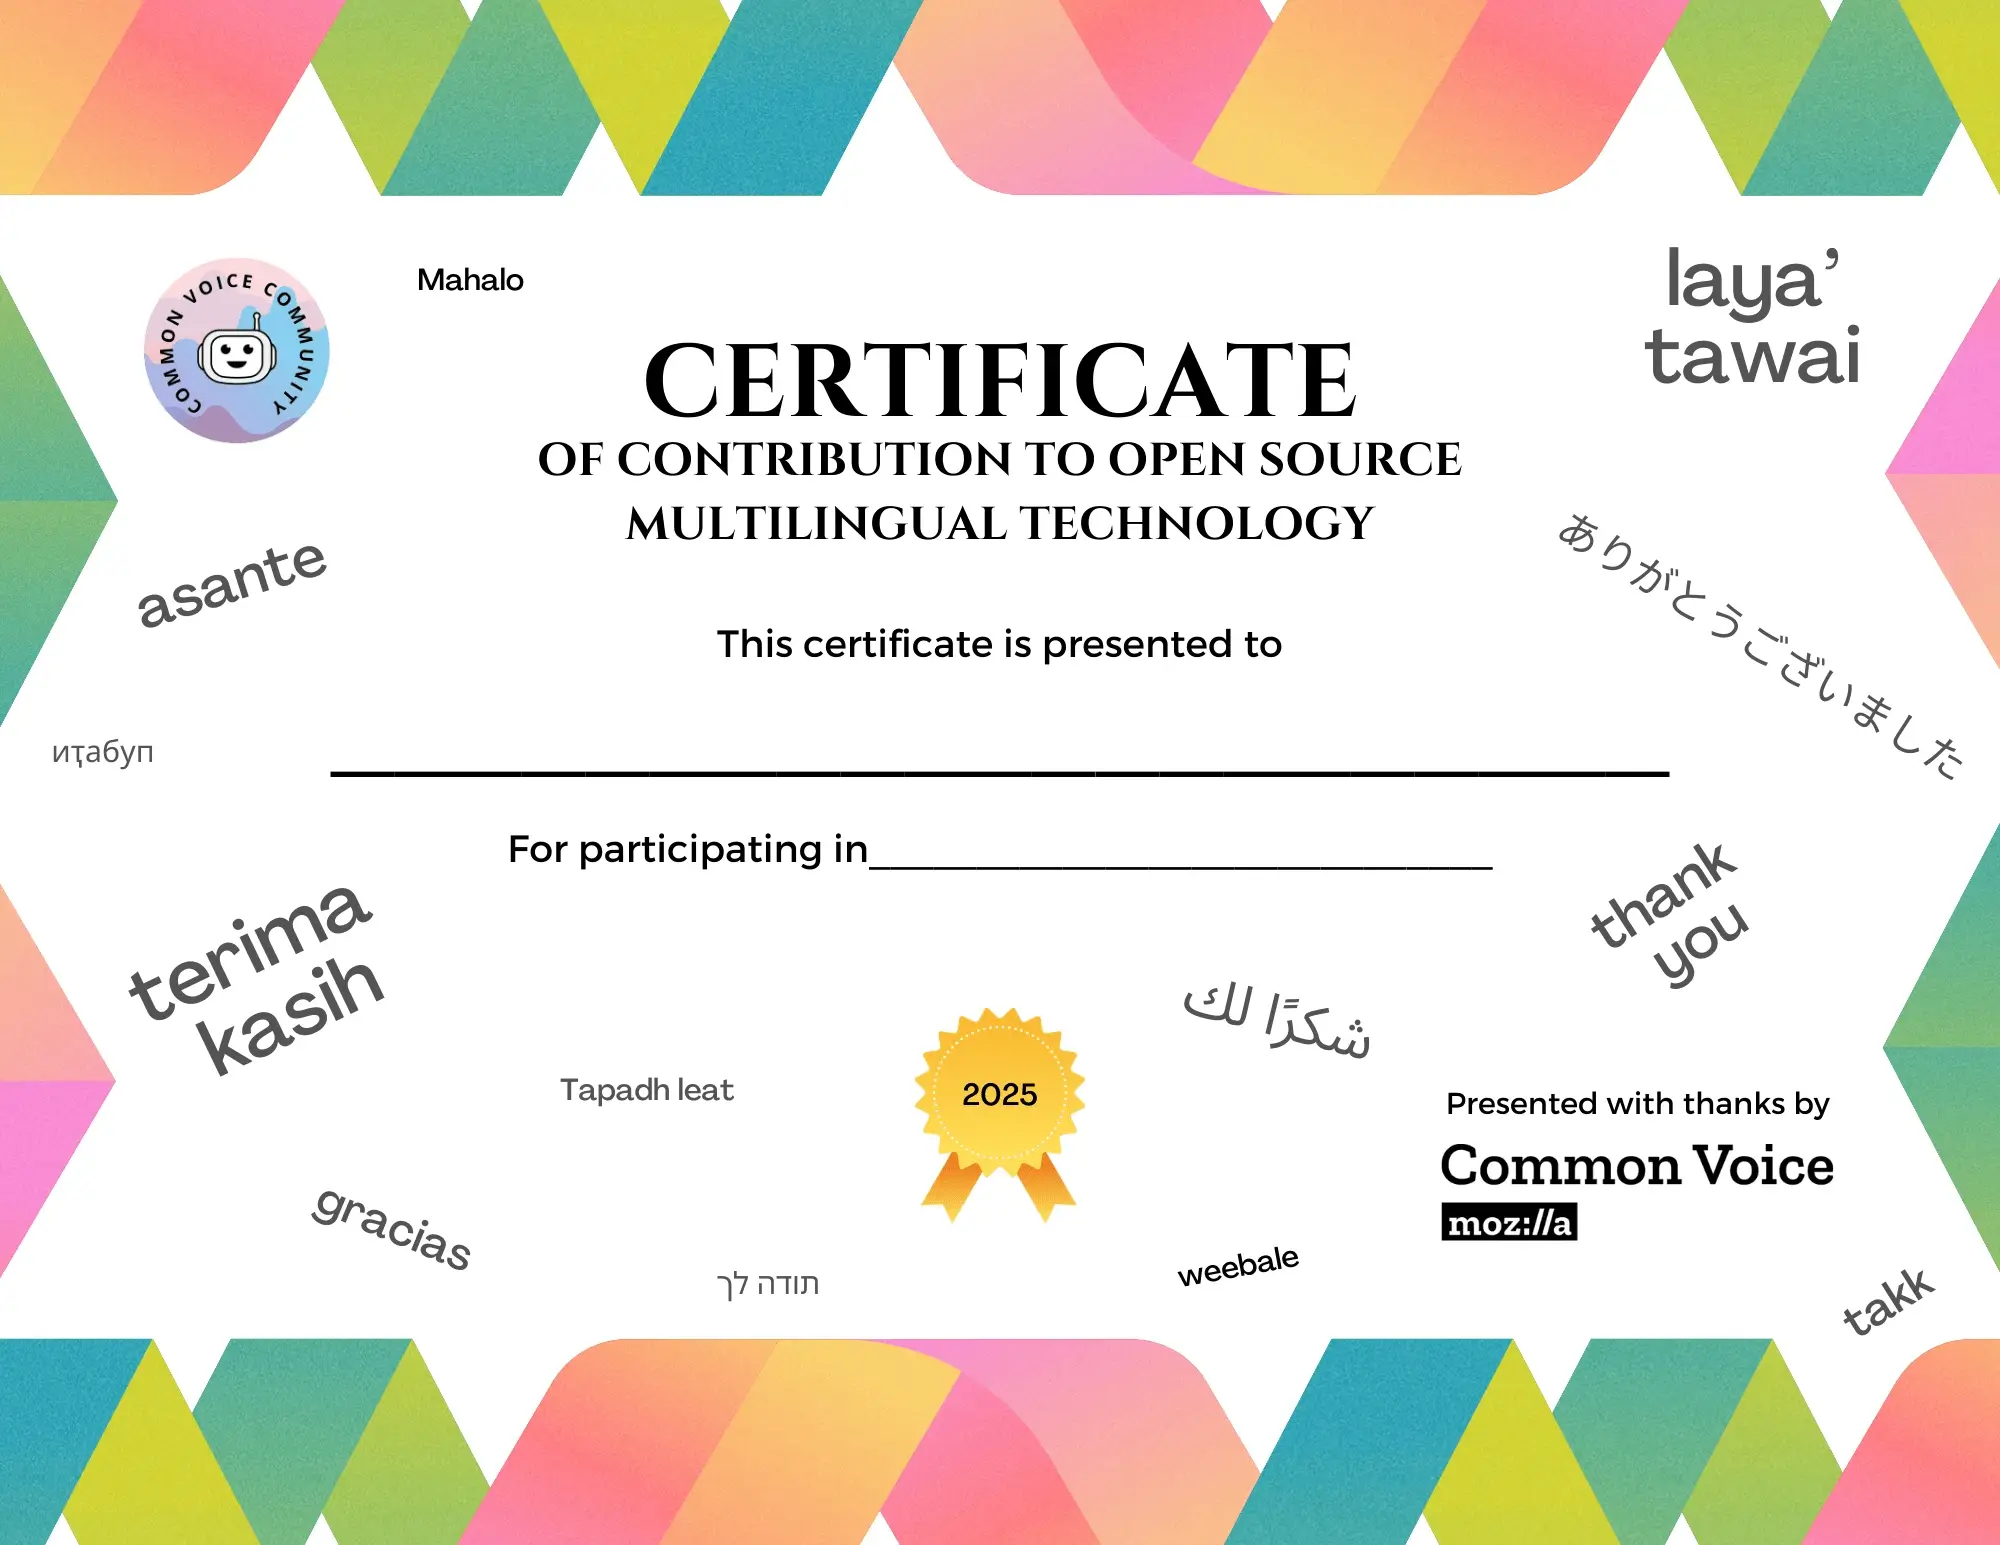 COMMON VOICE COMMUNITY
Mahalo
laya’
tawai
CERTIFICATE
OF CONTRIBUTION TO OPEN SOURCE
MULTILINGUAL TECHNOLOGY
asante
ありがとうございました
This certificate is presented to
иҭабуп
For participating in
thank
you
terima
kasih
شكرًا لك
Tapadh leat
2025
Presented with thanks by
Common Voice
moz://a
gracias
תודה לך
weebale
takk